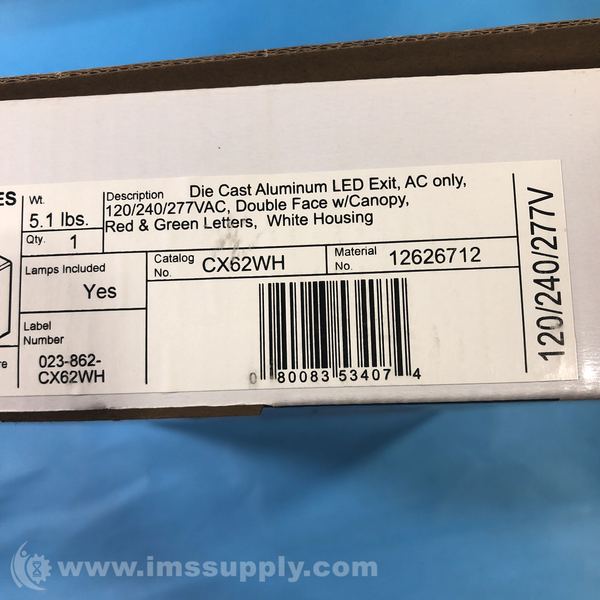 ES
Wt.
5.1 lbs.
Qty. 1
Description Die Cast Aluminum LED Exit, AC only,
120/240/277VAC, Double Face w/Canopy,
Red & Green Letters, White Housing
Lamps Included
Yes
Catalog No. CX62WH
Material No. 12626712
Label
Number
023-862-
CX62WH
re
0 80083 53407 4
120/240/277V
www.imssupply.com